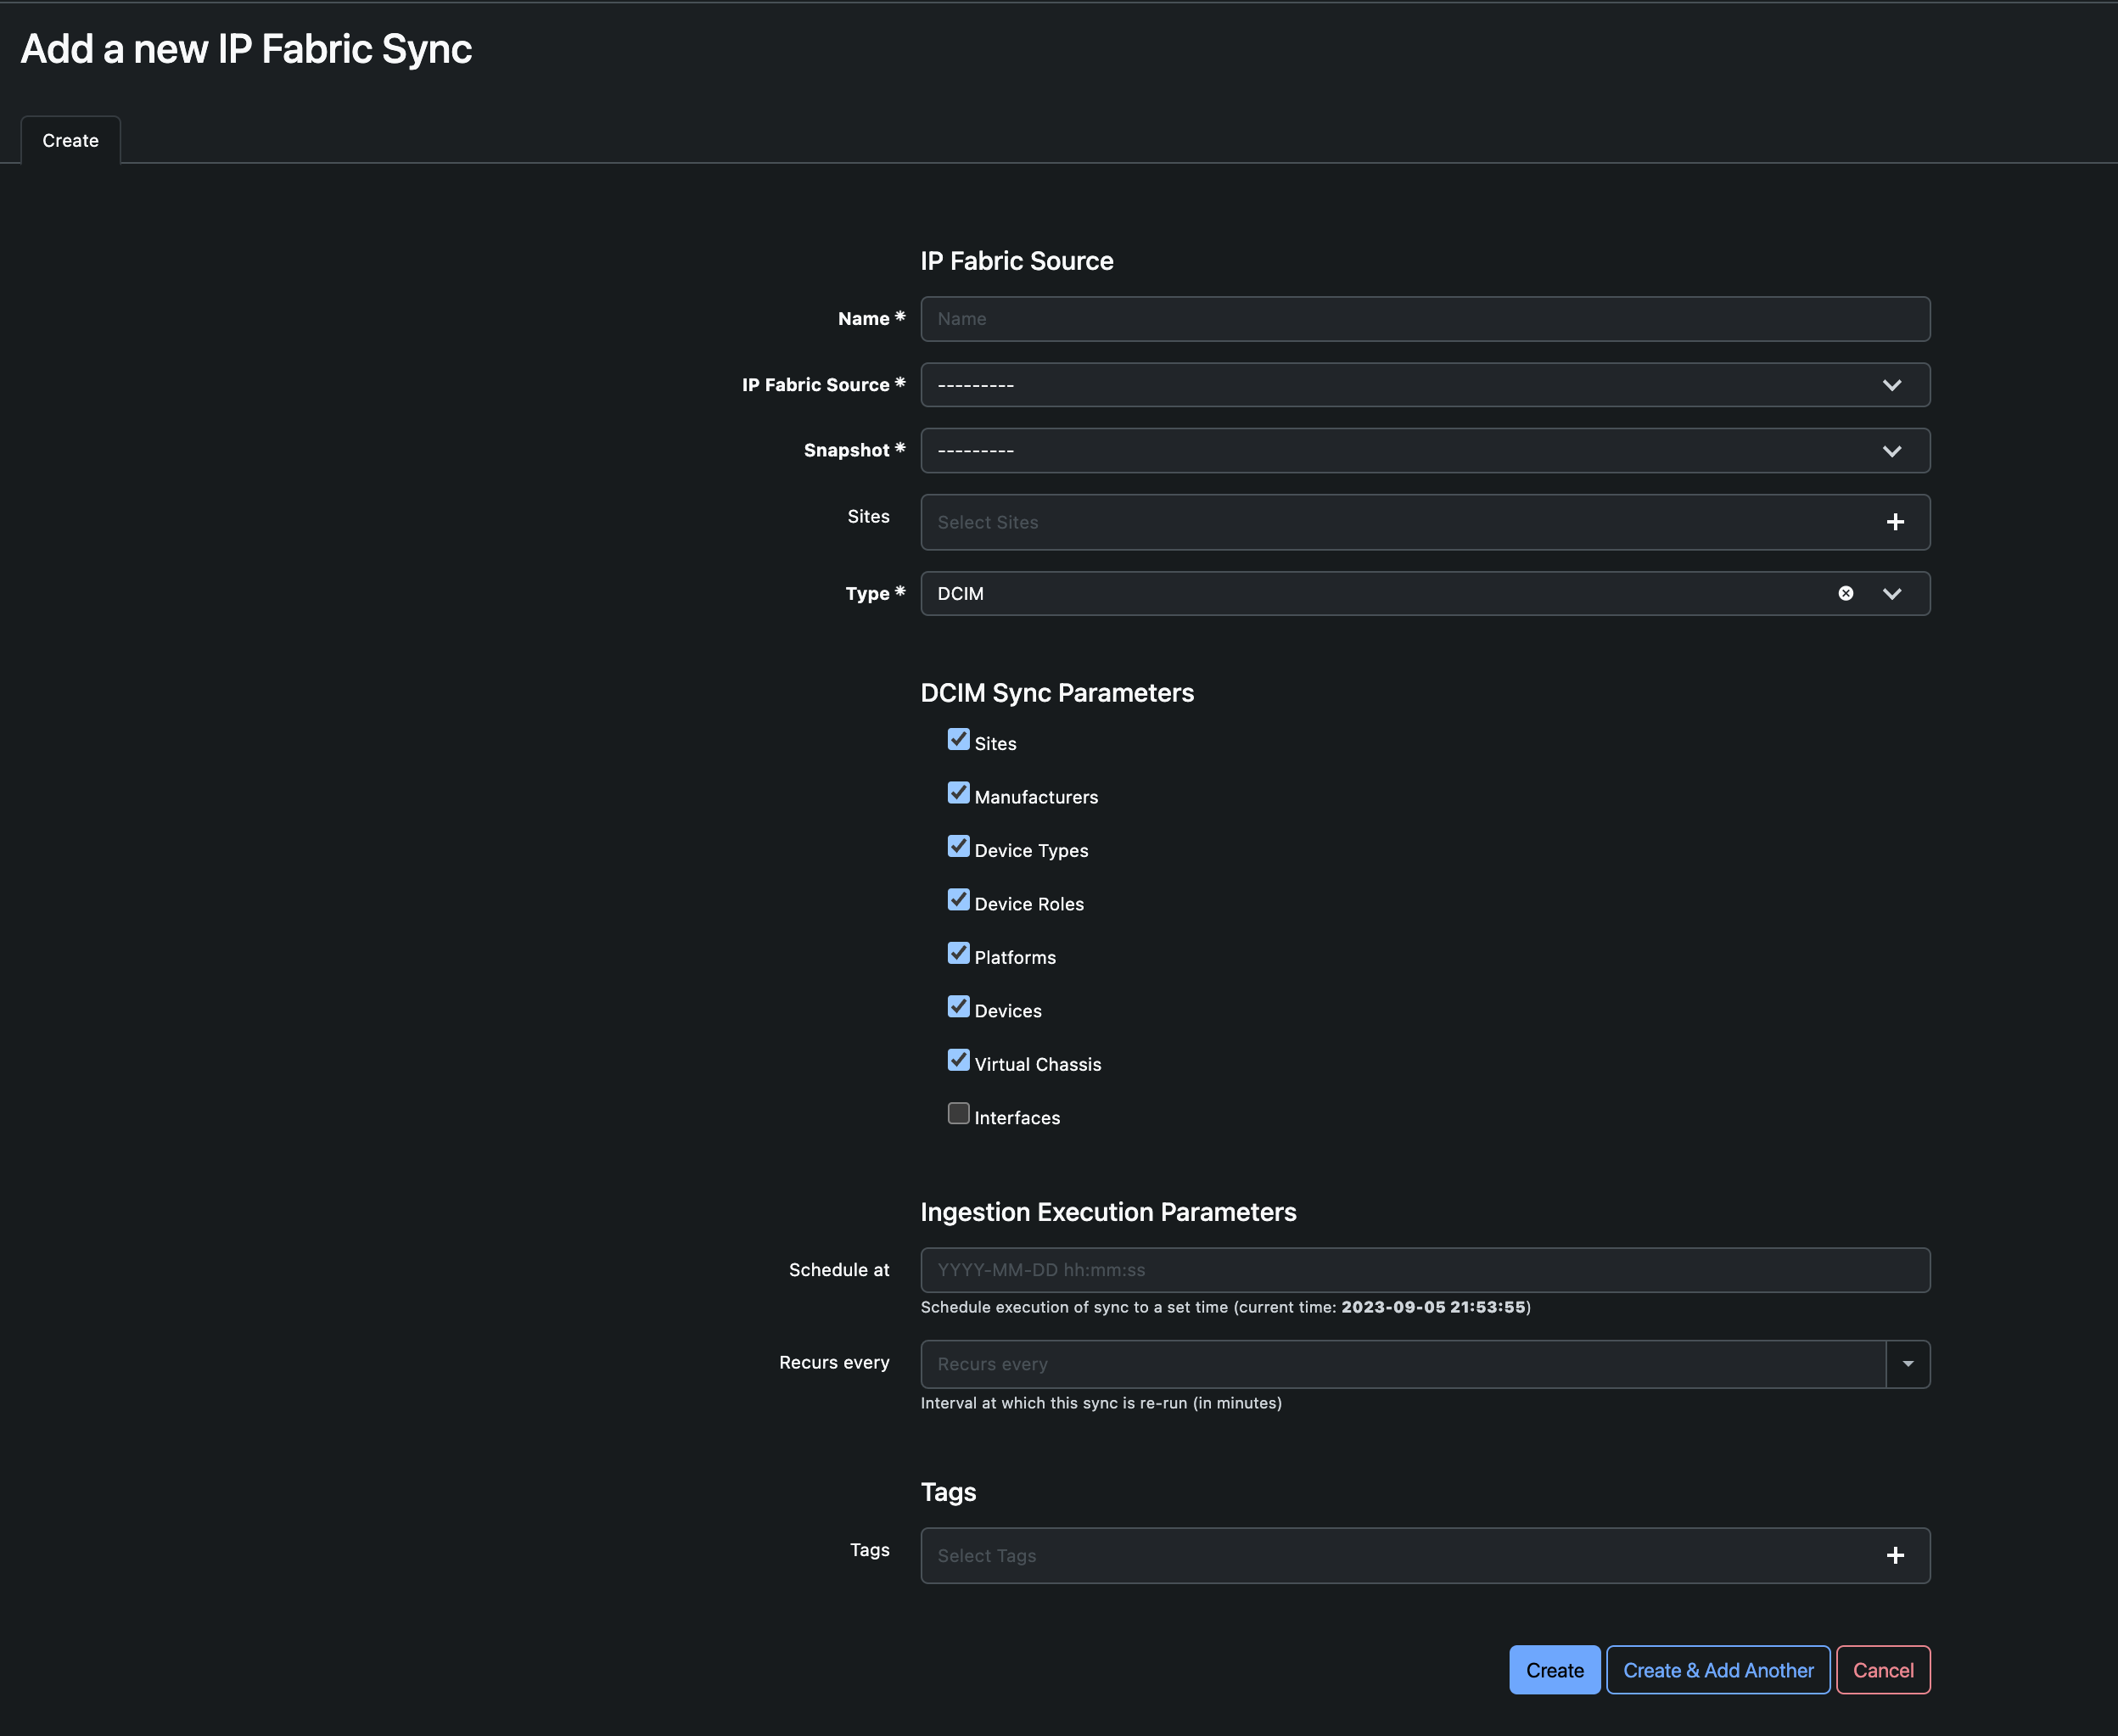 Add a new IP Fabric Sync
Create
IP Fabric Source
Name *
Name
IP Fabric Source *
---------
Snapshot *
---------
Sites
Select Sites
Type *
DCIM
DCIM Sync Parameters
Sites
Manufacturers
Device Types
Device Roles
Platforms
Devices
Virtual Chassis
Interfaces
Ingestion Execution Parameters
Schedule at
YYYY-MM-DD hh:mm:ss
Schedule execution of sync to a set time (current time: 2023-09-05 21:53:55)
Recurs every
Recurs every
Interval at which this sync is re-run (in minutes)
Tags
Tags
Select Tags
Create
Create & Add Another
Cancel